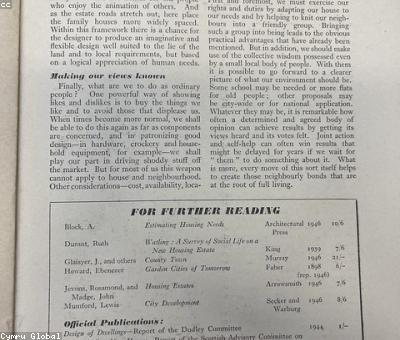 who enjoy the animation of others. And
as the estate roads stretch out, here place
the family houses more widely spaced.
Within this framework there is a chance for
the designer to produce an imaginative and
flexible design well suited to the lie of the
land and to local requirements, but based
on a logical appreciation of human needs.
Making our views known
Finally, what are we to do as ordinary
people? One powerful way of showing
likes and dislikes is to buy the things we
like and to avoid those that displease us.
When times become more normal, we shall
be able to do this again as far as components
are concerned, and in patronizing good
design—in hardware, crockery and house-
hold equipment, for example—we shall
play our part in driving shoddy stuff off
the market. But for most of us this weapon
cannot apply to house and neighbourhood.
Other considerations—cost, availability, loca-
First and foremost, we must exercise our
rights and duties by adapting our house to
our needs and by helping to knit our neigh-
bours into a friendly group. Bringing
such a group into being leads to the obvious
practical advantages that have already been
mentioned. But in addition, we should make
use of the collective wisdom possessed even
by a small local body of people. With them
it is possible to go forward to a clearer
picture of what our environment should be.
Some school may be needed or more flats
for old people; other proposals may
be city-wide or for national application.
Whatever they may be, it is remarkable how
often a determined and agreed body of
opinion can achieve results by getting its
views heard and its votes felt. Joint action
and self-help can often win results that
might be delayed for years if we wait for
"them" to do something about it. What
is more, every move of this sort itself helps
to create those neighbourly bonds that are
at the root of full living.
FOR FURTHER READING
Block, A. Estimating Housing Needs Architectural Press 1946 10/6
Durant, Ruth Watling: A Survey of Social Life on a New Housing Estate King 1939 7/6
Glaisyer, J., and others County Town Murray 1946 21/-
Howard, Ebenezer Garden Cities of Tomorrow Faber 1898 6/-
(rep. 1946)
Jevons, Rosamond, and Madge, John Housing Estates Arrowsmith 1946 7/6
Mumford, Lewis City Development Secker and Warburg 1946 8/6
Official Publications:
Design of Dwellings—Report of the Dudley Committee 1944 1/-
Report of the Scottish Advisory Committee on
Cymru Global
cc